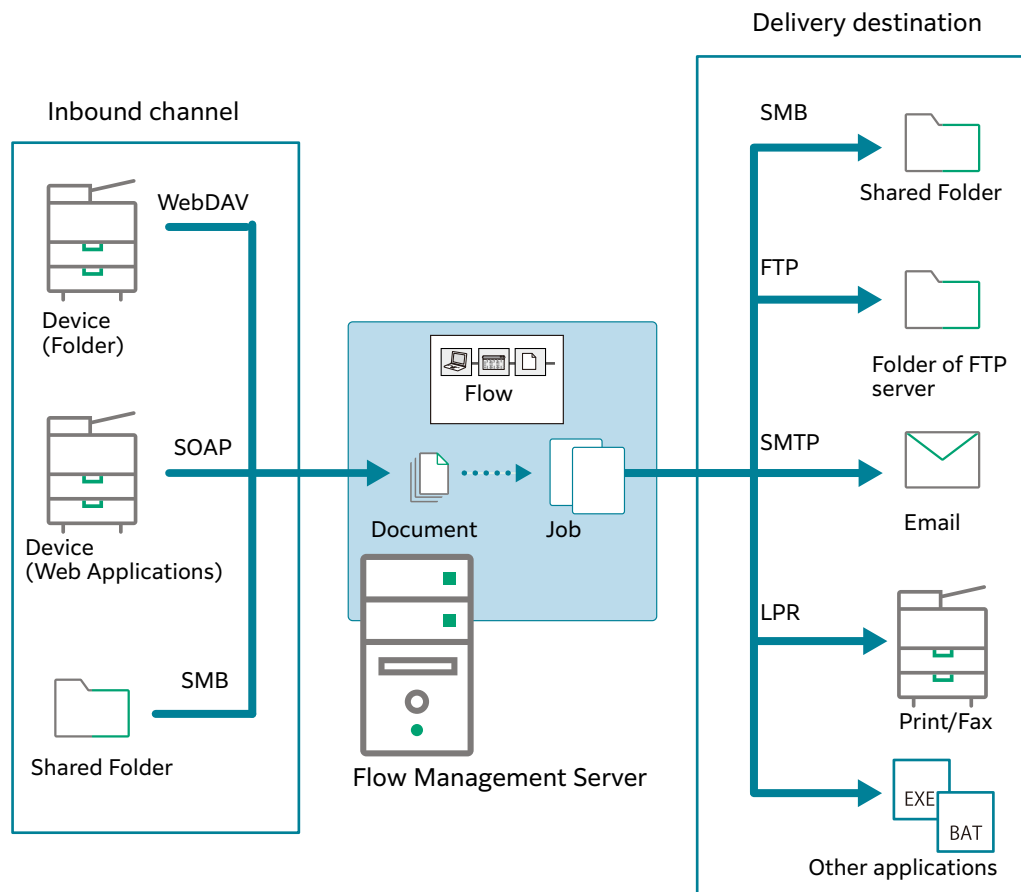 Delivery destination
Inbound channel
WebDAV
Device
(Folder)
SOAP
Device
(Web Applications)
SMB
Shared Folder
Flow
Document
Job
Flow Management Server
SMB
Shared Folder
FTP
Folder of FTP
server
SMTP
Email
LPR
Print/Fax
EXE
BAT
Other applications